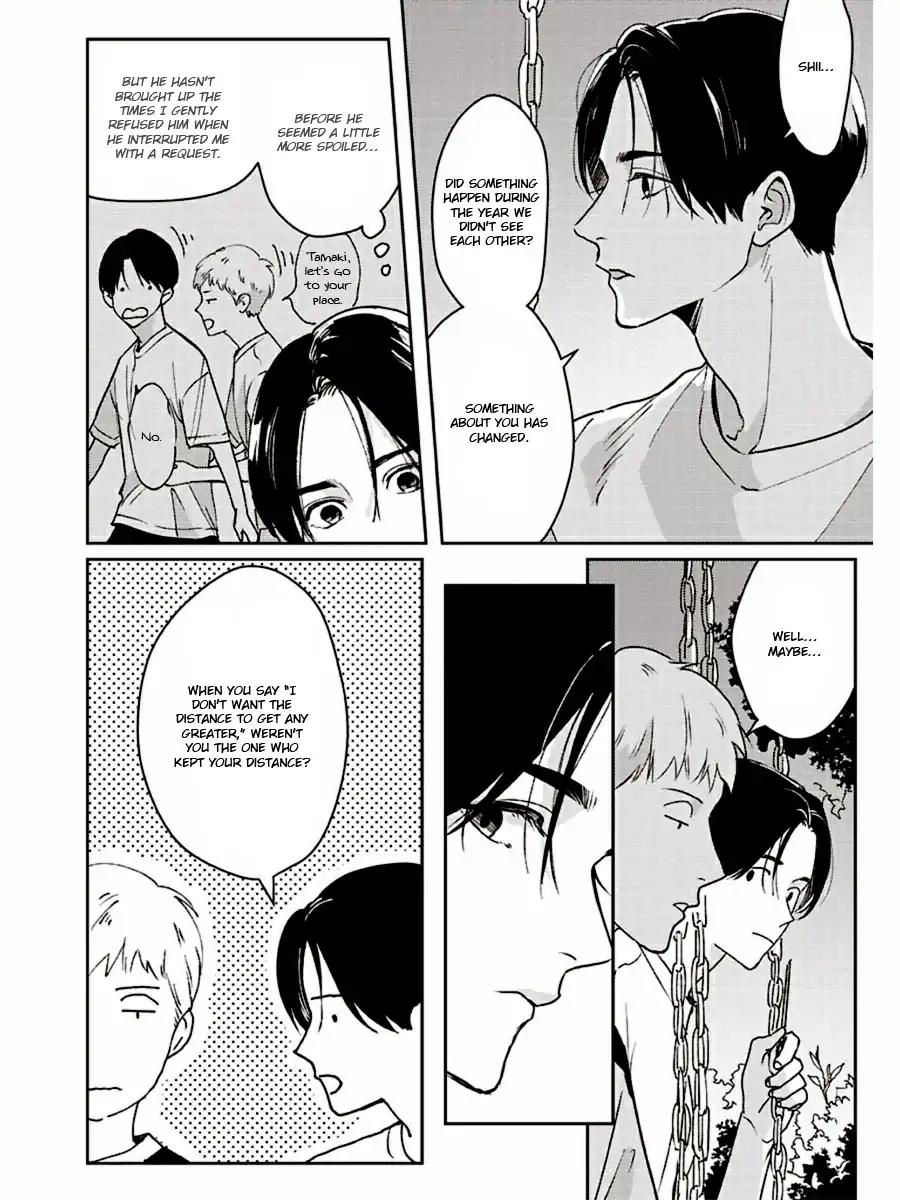 SHII...
DID SOMETHING
HAPPEN DURING
THE YEAR WE
DIDN'T SEE
EACH OTHER?
SOMETHING
ABOUT YOU HAS
CHANGED.
BEFORE HE
SEEMED A LITTLE
MORE SPOILED...
BUT HE HASN'T
BROUGHT UP THE
TIMES I GENTLY
REFUSED HIM WHEN
HE INTERRUPTED ME
WITH A REQUEST.
Tamaki,
let's go
to your
place.
No.
WELL...
MAYBE...
WHEN YOU SAY "I
DON'T WANT THE
DISTANCE TO GET ANY
GREATER," WEREN'T
YOU THE ONE WHO
KEPT YOUR DISTANCE?